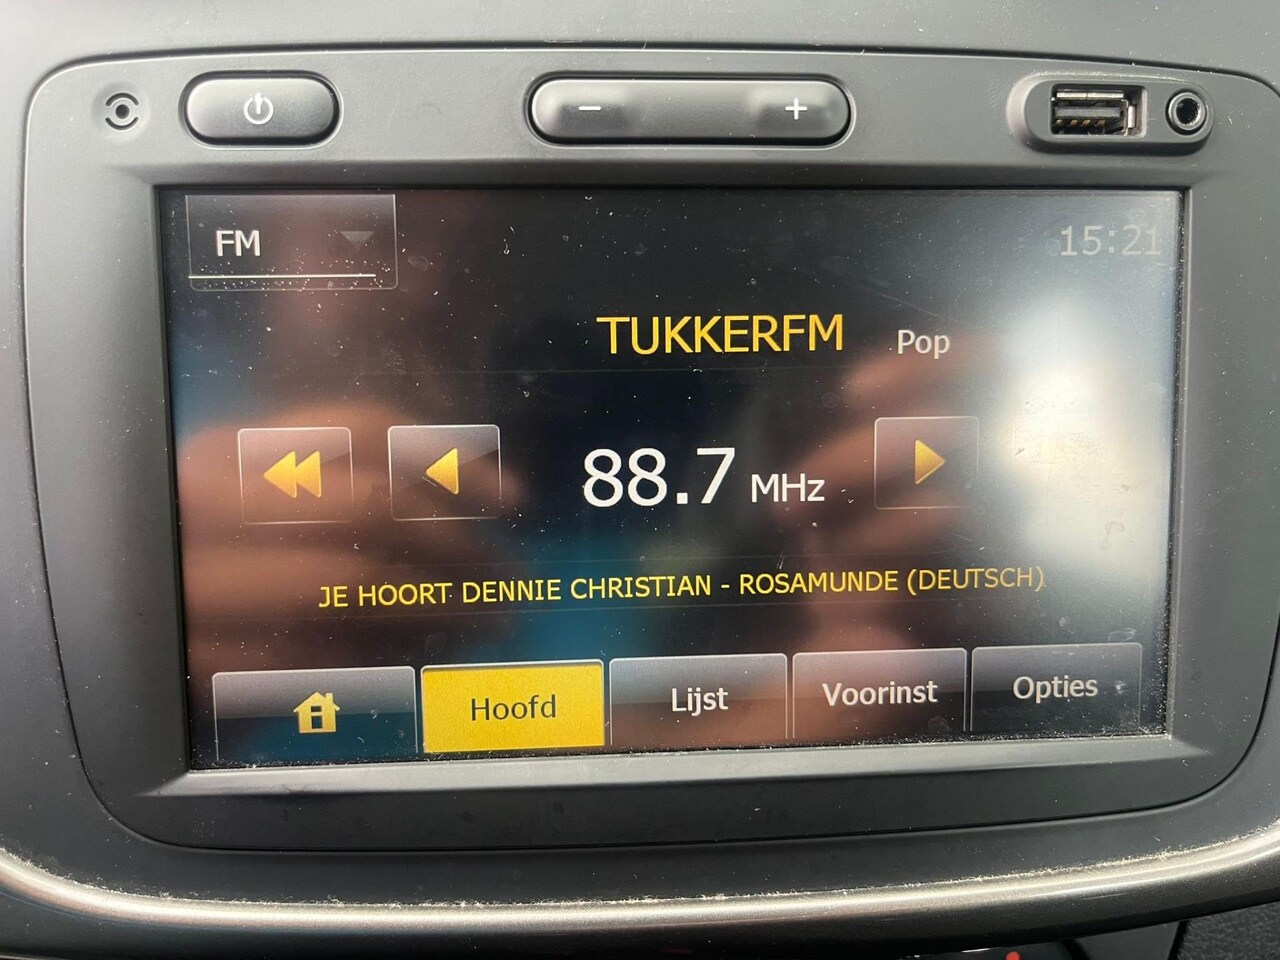 FM
15:21
TUKKERFM Pop
88.7 MHz
JE HOORT DENNIE CHRISTIAN - ROSAMUNDE (DEUTSCH)
Hoofd Lijst Voorinst Opties